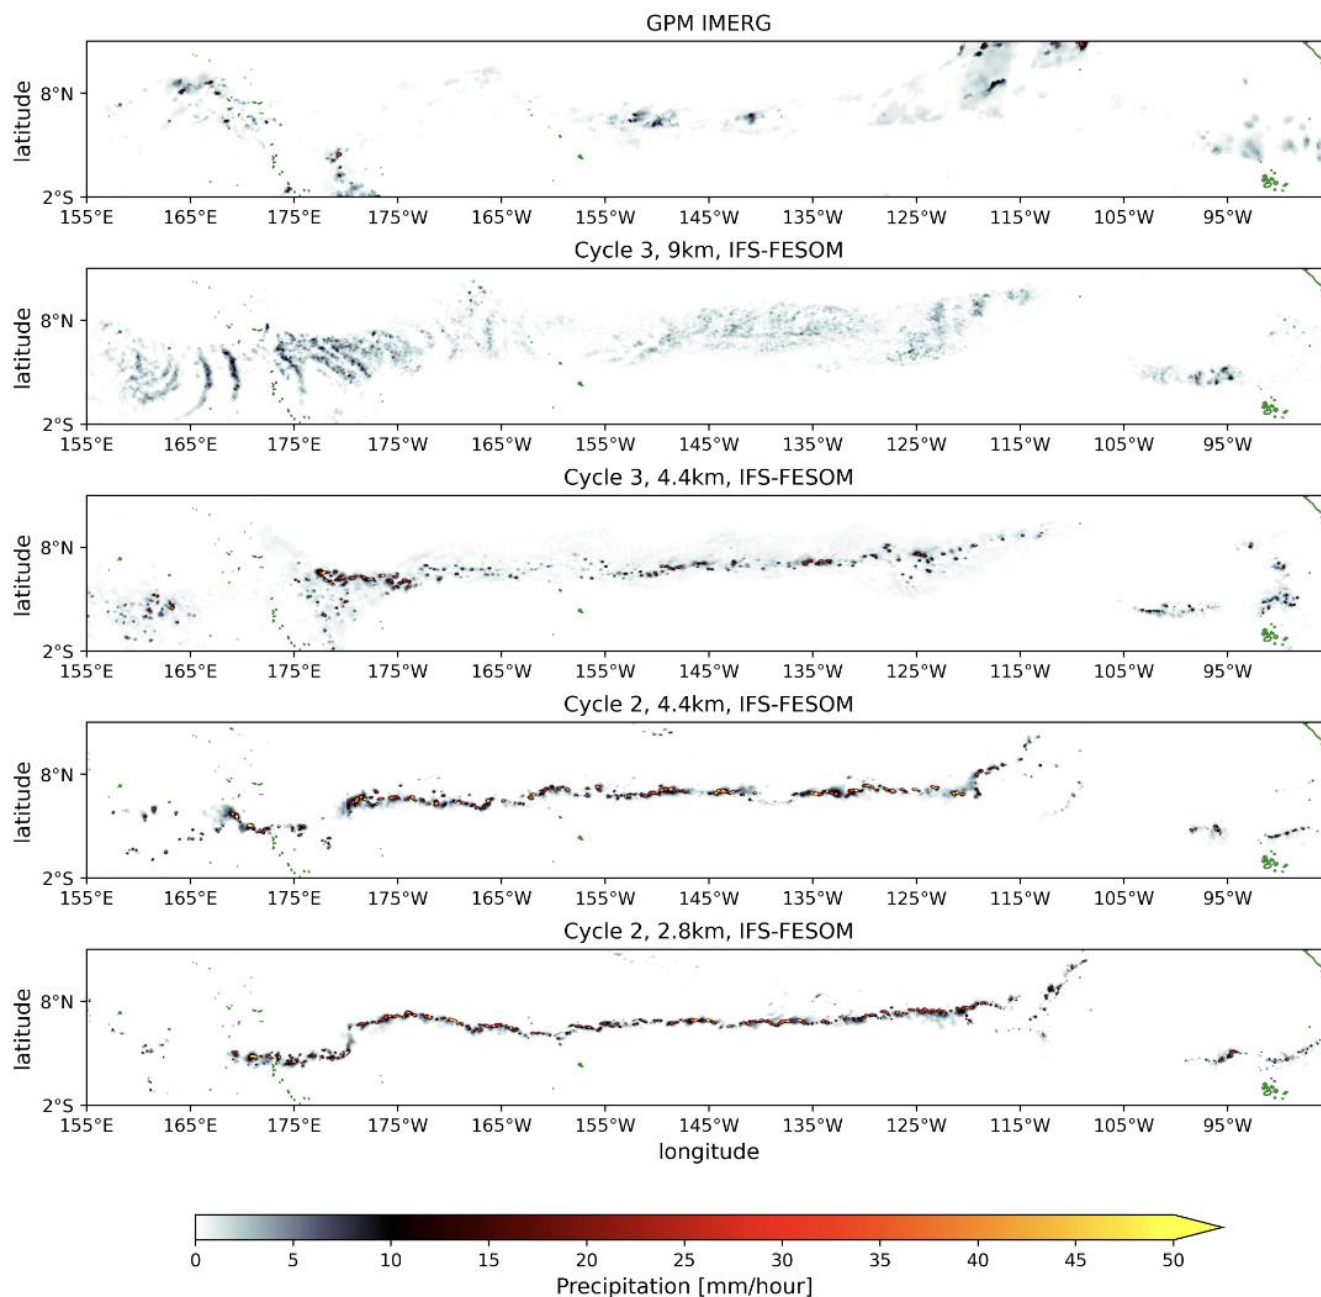 GPM IMERG
latitude
8°N
2°S
155°E 165°E 175°E 175°W 165°W 155°W 145°W 135°W 125°W 115°W 105°W 95°W
Cycle 3, 9km, IFS-FESOM
latitude
8°N
2°S
155°E 165°E 175°E 175°W 165°W 155°W 145°W 135°W 125°W 115°W 105°W 95°W
Cycle 3, 4.4km, IFS-FESOM
latitude
8°N
2°S
155°E 165°E 175°E 175°W 165°W 155°W 145°W 135°W 125°W 115°W 105°W 95°W
Cycle 2, 4.4km, IFS-FESOM
latitude
8°N
2°S
155°E 165°E 175°E 175°W 165°W 155°W 145°W 135°W 125°W 115°W 105°W 95°W
Cycle 2, 2.8km, IFS-FESOM
latitude
8°N
2°S
155°E 165°E 175°E 175°W 165°W 155°W 145°W 135°W 125°W 115°W 105°W 95°W
longitude
0 5 10 15 20 25 30 35 40 45 50
Precipitation [mm/hour]